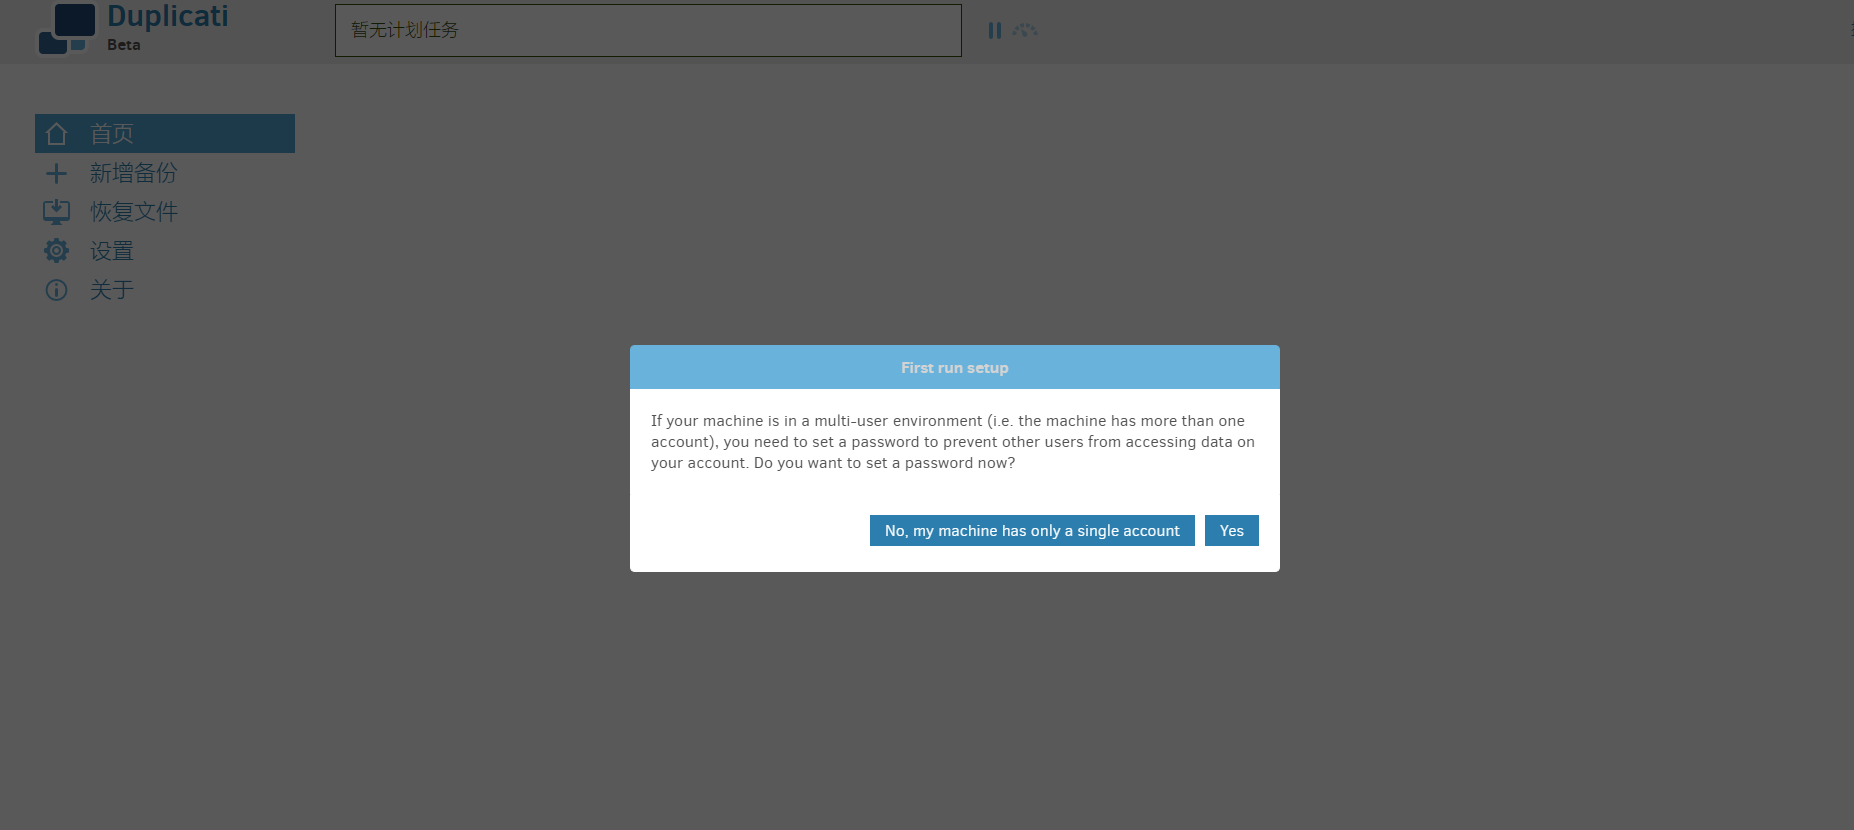 Duplicati
Beta
暂无计划任务
首页
新增备份
恢复文件
设置
关于
First run setup
If your machine is in a multi-user environment (i.e. the machine has more than one
account), you need to set a password to prevent other users from accessing data on
your account. Do you want to set a password now?
No, my machine has only a single account
Yes